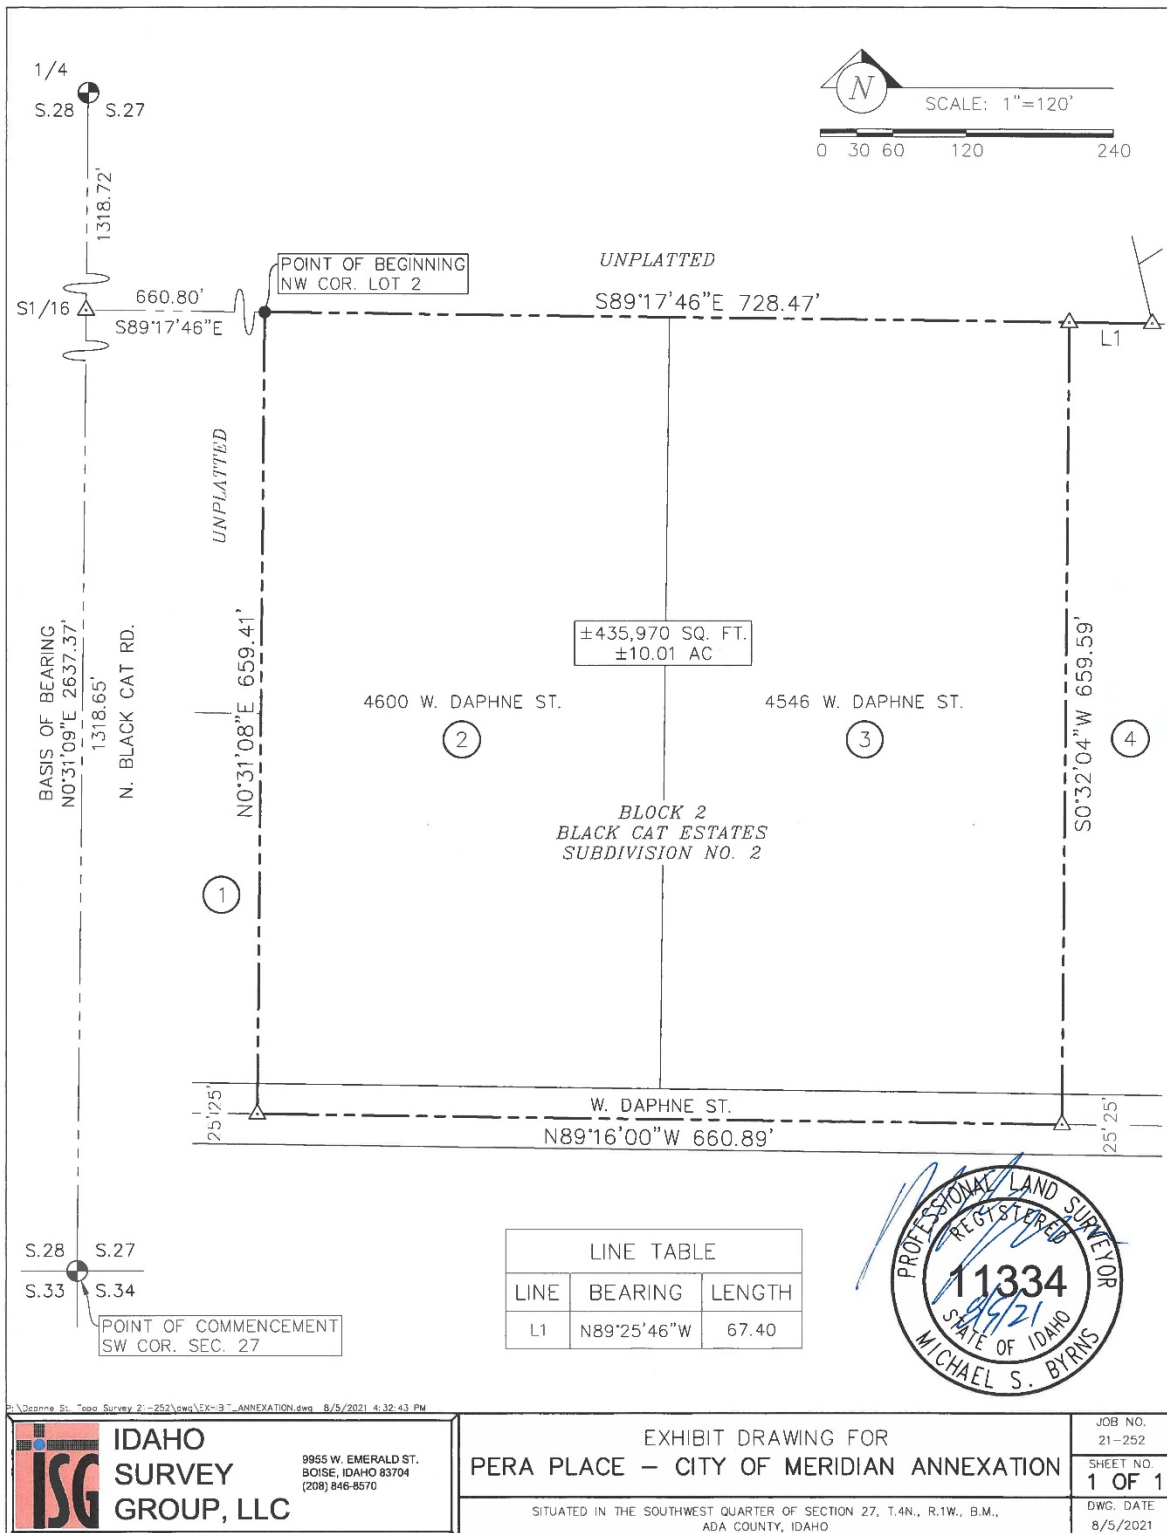 1/4
S.28 S.27
1318.72'
N
SCALE: 1"=120'
0 30 60 120 240
POINT OF BEGINNING
NW COR. LOT 2
UNPLATTED
S89°17'46"E 728.47'
S1/16
660.80'
S89°17'46"E
L1
UNPLATTED
BASIS OF BEARING
N0°31'09"E 2637.37'
1318.65'
N. BLACK CAT RD.
N0°31'08"E 659.41'
±435,970 SQ. FT.
±10.01 AC
4600 W. DAPHNE ST.
2
4546 W. DAPHNE ST.
3
S0°32'04"W 659.59'
4
BLOCK 2
BLACK CAT ESTATES
SUBDIVISION NO. 2
1
25' 25'
W. DAPHNE ST.
N89°16'00"W 660.89'
25' 25'
S.28 S.27
S.33 S.34
POINT OF COMMENCEMENT
SW COR. SEC. 27
LINE TABLE
LINE BEARING LENGTH
L1 N89°25'46"W 67.40
PROFESSIONAL LAND SURVEYOR
REGISTERED
11334
STATE OF IDAHO
MICHAEL S. BYRNS
Topo Survey 21-252\dwg\EXHIBIT_ANNEXATION.dwg 8/5/2021 4:32:43 PM
ISG
IDAHO
SURVEY
GROUP, LLC
9955 W. EMERALD ST.
BOISE, IDAHO 83704
(208) 846-8570
EXHIBIT DRAWING FOR
PERA PLACE – CITY OF MERIDIAN ANNEXATION
SITUATED IN THE SOUTHWEST QUARTER OF SECTION 27, T.4N., R.1W., B.M.,
ADA COUNTY, IDAHO
JOB NO.
21-252
SHEET NO.
1 OF 1
DWG. DATE
8/5/2021